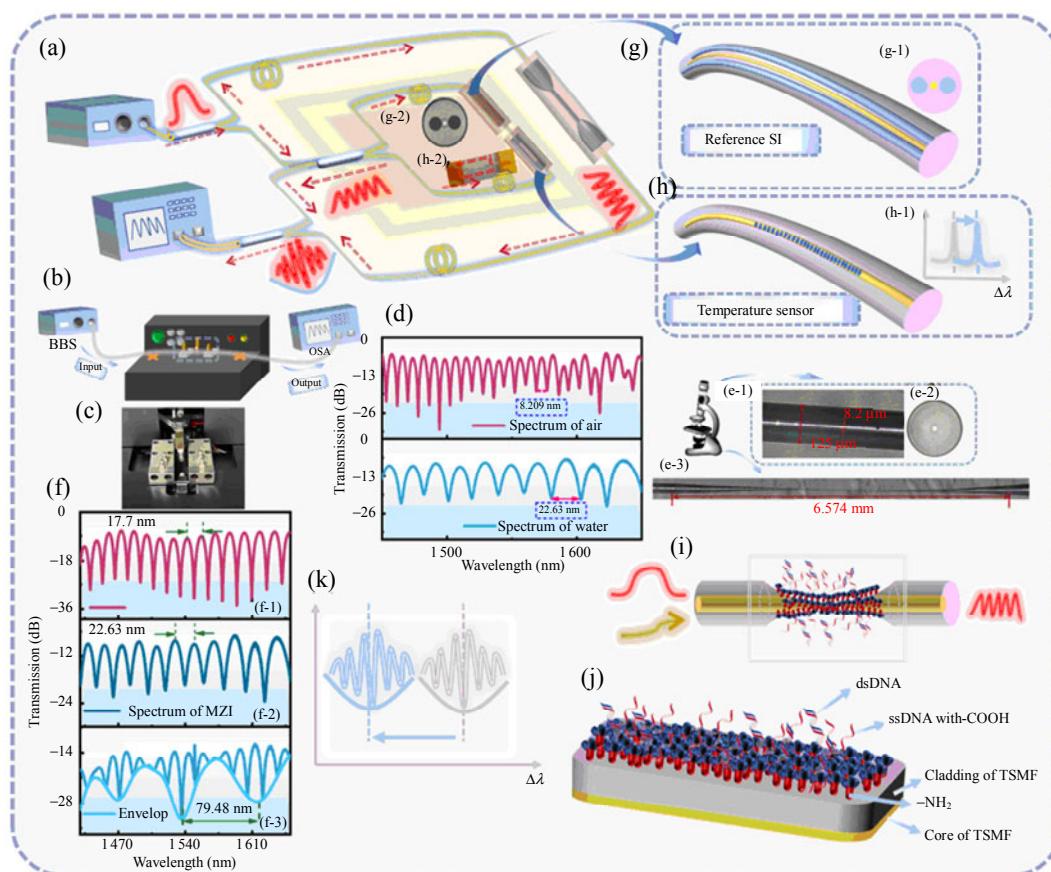 (a)
(g-2)
(h-2)
(g)
(g-1)
Reference SI
(h)
(h-1)
Δλ
Temperature sensor
(b)
BBS
Input
OSA
Output
(c)
(d)
Transmission (dB)
0
−13
−26
8.209 nm
Spectrum of air
0
−13
−26
22.63 nm
Spectrum of water
1 500
1 600
Wavelength (nm)
(e-1)
8.2 μm
125 μm
(e-2)
(e-3)
6.574 mm
(f)
Transmission (dB)
0
−18
−36
17.7 nm
(f-1)
−12
−24
22.63 nm
Spectrum of MZI
(f-2)
−14
−28
79.48 nm
Envelop
(f-3)
1 470
1 540
1 610
Wavelength (nm)
(k)
Δλ
(i)
(j)
dsDNA
ssDNA with-COOH
Cladding of TSMF
−NH2
Core of TSMF